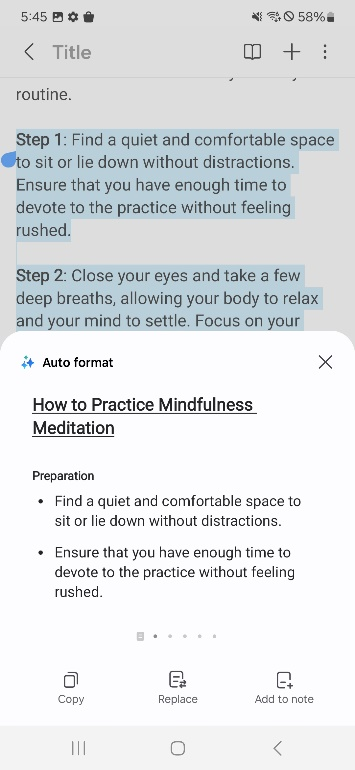 5:45
58%
Title
routine.
Step 1: Find a quiet and comfortable space
to sit or lie down without distractions.
Ensure that you have enough time to
devote to the practice without feeling
rushed.
Step 2: Close your eyes and take a few
deep breaths, allowing your body to relax
and your mind to settle. Focus on your
Auto format
How to Practice Mindfulness
Meditation
Preparation
• Find a quiet and comfortable space to
sit or lie down without distractions.
• Ensure that you have enough time to
devote to the practice without feeling
rushed.
Copy
Replace
Add to note